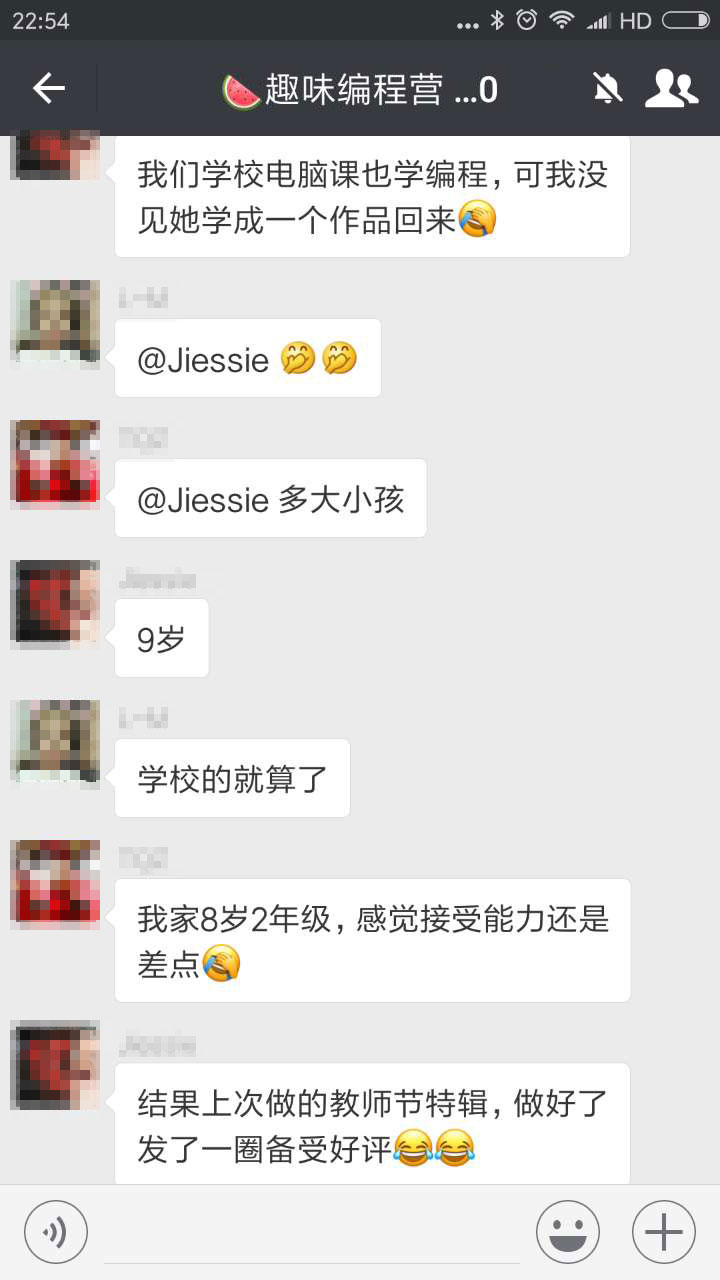 22:54
HD
趣味编程营 ...0
我们学校电脑课也学编程，可我没
见她学成一个作品回来🤣
@Jiessie 🤭🤭
@Jiessie 多大小孩
9岁
学校的就算了
我家8岁2年级，感觉接受能力还是
差点🤣
结果上次做的教师节特辑，做好了
发了一圈备受好评😂😂